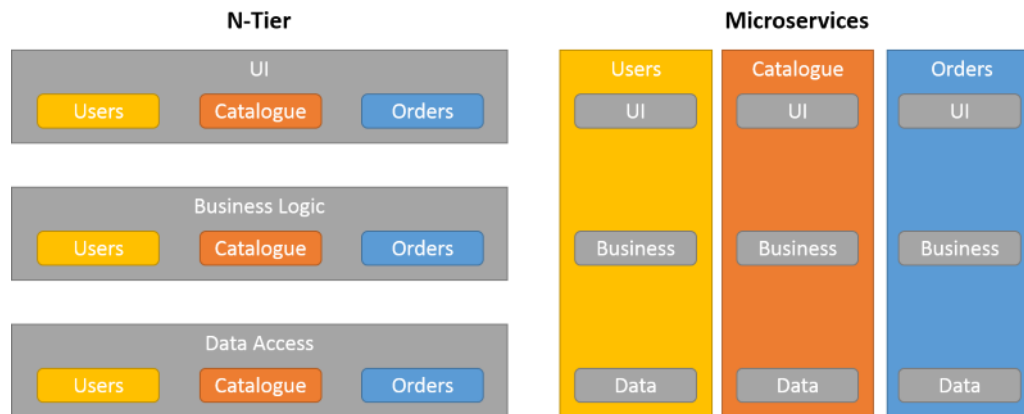 N-Tier
UI
Users Catalogue Orders
Business Logic
Users Catalogue Orders
Data Access
Users Catalogue Orders
Microservices
Users Catalogue Orders
UI UI UI
Business Business Business
Data Data Data